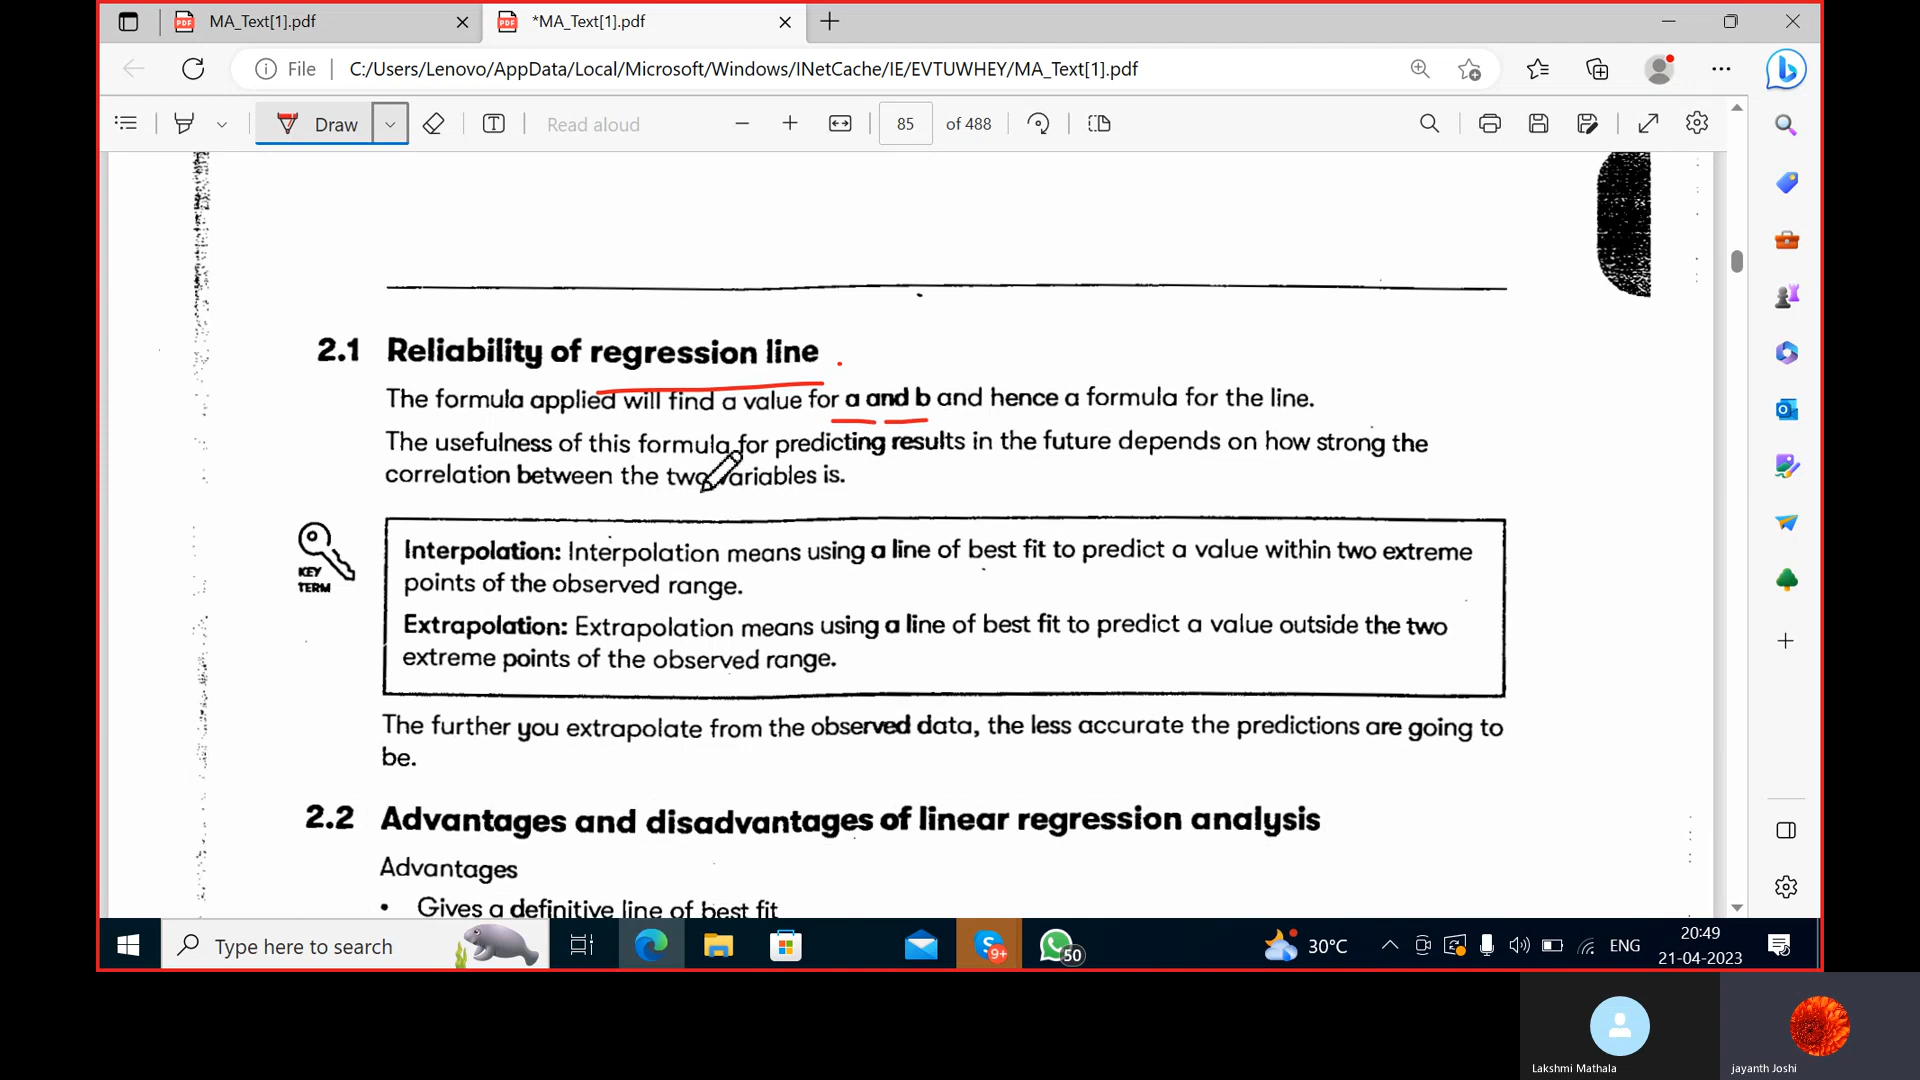 MA_Text[1].pdf
*MA_Text[1].pdf
File
C:/Users/Lenovo/AppData/Local/Microsoft/Windows/INetCache/IE/EVTUWHEY/MA_Text[1].pdf
Draw
Read aloud
85
of 488
2.1 Reliability of regression line
The formula applied will find a value for a and b and hence a formula for the line.
The usefulness of this formula for predicting results in the future depends on how strong the
correlation between the two variables is.
KEY
TERM
Interpolation: Interpolation means using a line of best fit to predict a value within two extreme
points of the observed range.
Extrapolation: Extrapolation means using a line of best fit to predict a value outside the two
extreme points of the observed range.
The further you extrapolate from the observed data, the less accurate the predictions are going to
be.
2.2 Advantages and disadvantages of linear regression analysis
Advantages
• Gives a definitive line of best fit
Type here to search
9+
50
30°C
ENG
20:49
21-04-2023
Lakshmi Mathala
jayanth Joshi